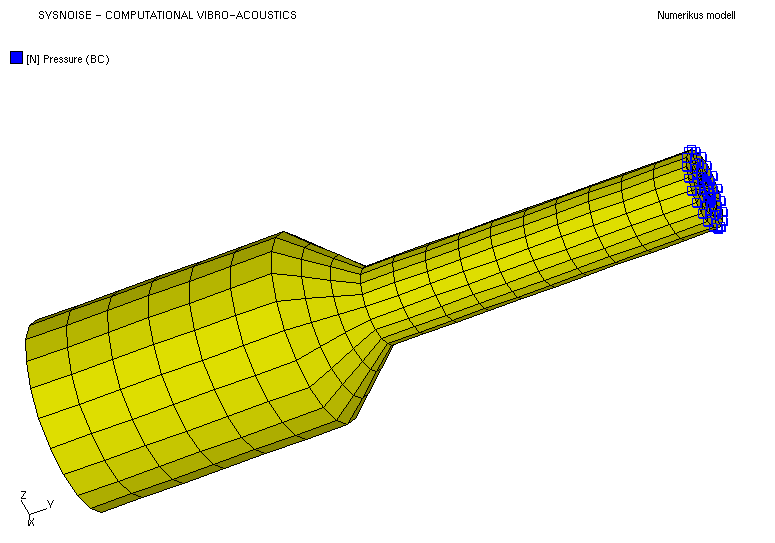 SYSNOISE - COMPUTATIONAL VIBRO-ACOUSTICS
Numerikus modell
[N] Pressure (BC)
Z
Y
X